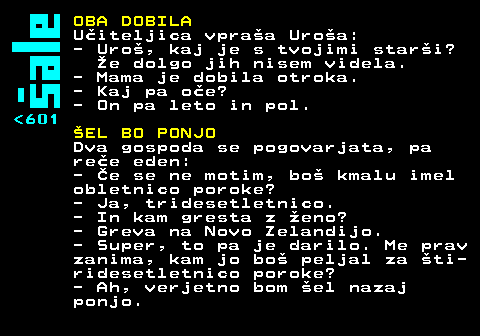 Šale
<601
OBA DOBILA
Učiteljica vpraša Uroša:
- Uroš, kaj je s tvojimi starši?
Že dolgo jih nisem videla.
- Mama je dobila otroka.
- Kaj pa oče?
- On pa leto in pol.
ŠEL BO PONJO
Dva gospoda se pogovarjata, pa
reče eden:
- Če se ne motim, boš kmalu imel
obletnico poroke?
- Ja, tridesetletnico.
- In kam gresta z ženo?
- Greva na Novo Zelandijo.
- Super, to pa je darilo. Me prav
zanima, kam jo boš peljal za šti-
ridesetletnico poroke?
- Ah, verjetno bom šel nazaj
ponjo.